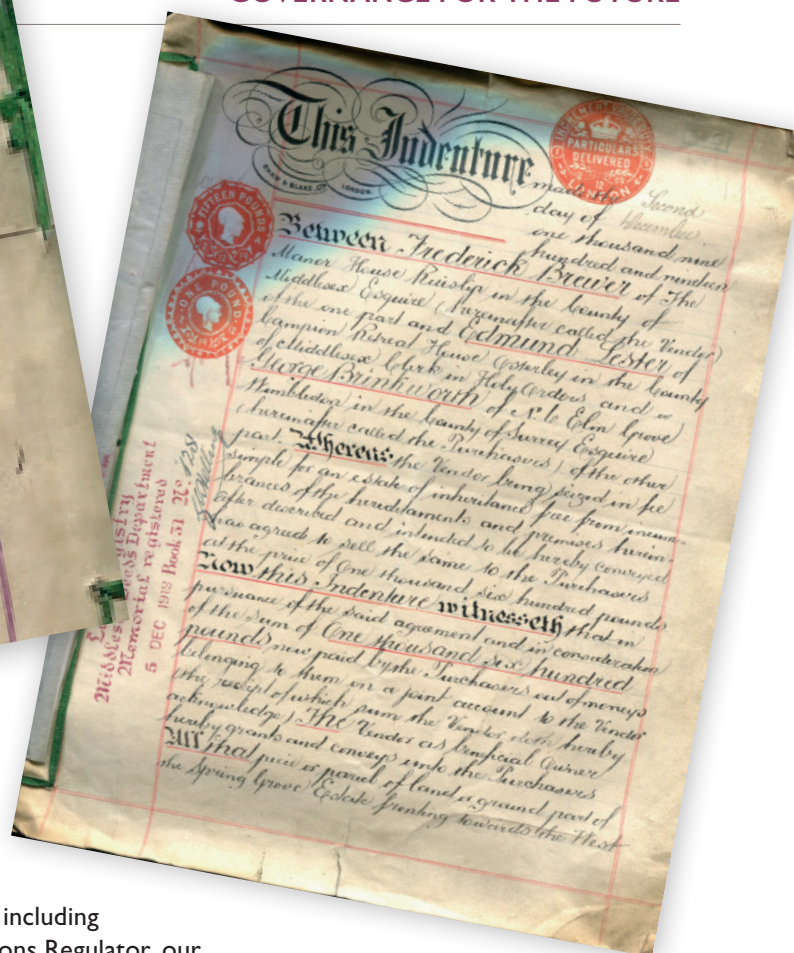 GOVERNANCE FOR THE FUTURE
This Indenture
SHAW & BLAKE, LTD LONDON.
INCREMENT VALUE DUTY
PARTICULARS
DELIVERED
LONDON
made the Second
day of December
one thousand nine
hundred and nineteen
FIFTEEN POUNDS
ONE POUND
Between Frederick Brewer of The
Manor House Ruislip in the County of
Middlesex Esquire (hereinafter called the Vendor)
of the one part and Edmund Lester of
Campion Retreat House Osterley in the County
of Middlesex Clerk in Holy Orders and
George Brinkworth of No. 6 Elm Grove
Wimbledon in the County of Surrey Esquire
(hereinafter called the Purchasers) of the other
part. Whereas the Vendor being seized in fee
simple for an estate of inheritance free from incum-
brances of the hereditaments and premises herein-
after described and intended to be hereby conveyed
has agreed to sell the same to the Purchasers
at the price of One thousand six hundred pounds
Now this Indenture witnesseth that in
pursuance of the said agreement and in consideration
of the sum of One thousand six hundred
pounds now paid by the Purchasers out of moneys
belonging to them on a joint account to the Vendor
(the receipt of which sum the Vendor doth hereby
acknowledge) The Vendor as beneficial Owner
hereby grants and conveys unto the Purchasers
All that piece or parcel of land or ground part of
the Spring Grove Estate fronting towards the West
Middlesex Deeds Department
Memorial registered
5 DEC 1919 Book 51 No. 1281
including
ons Regulator, our